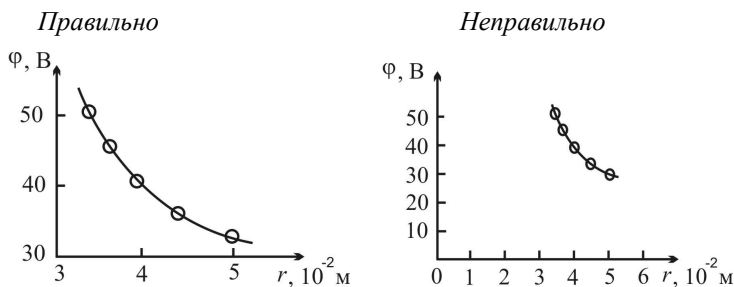 Правильно
Неправильно
φ, В
50
40
30
3 4 5 r, 10⁻² м
φ, В
50
40
30
20
10
0 1 2 3 4 5 r, 10⁻² м 6